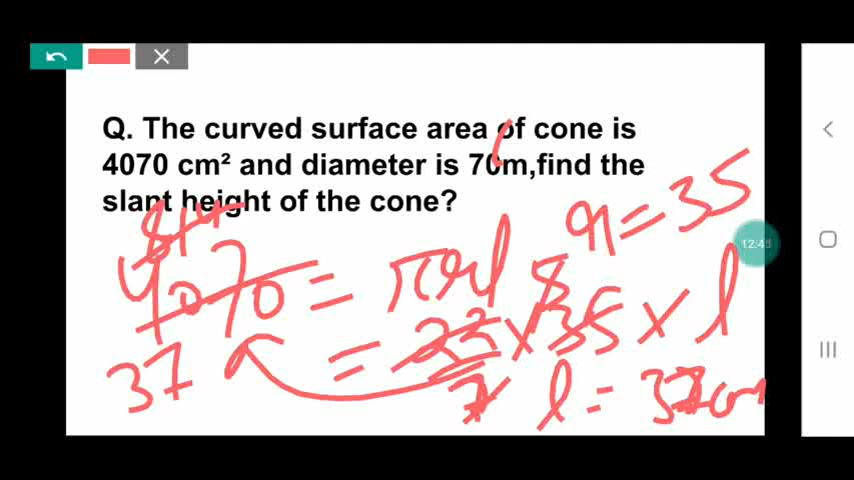 Q. The curved surface area of cone is
4070 cm² and diameter is 70cm,find the
slant height of the cone?
814
r=35
4070 = πrl
= 22/7 × 35 × l
37
l = 37cm
12:45